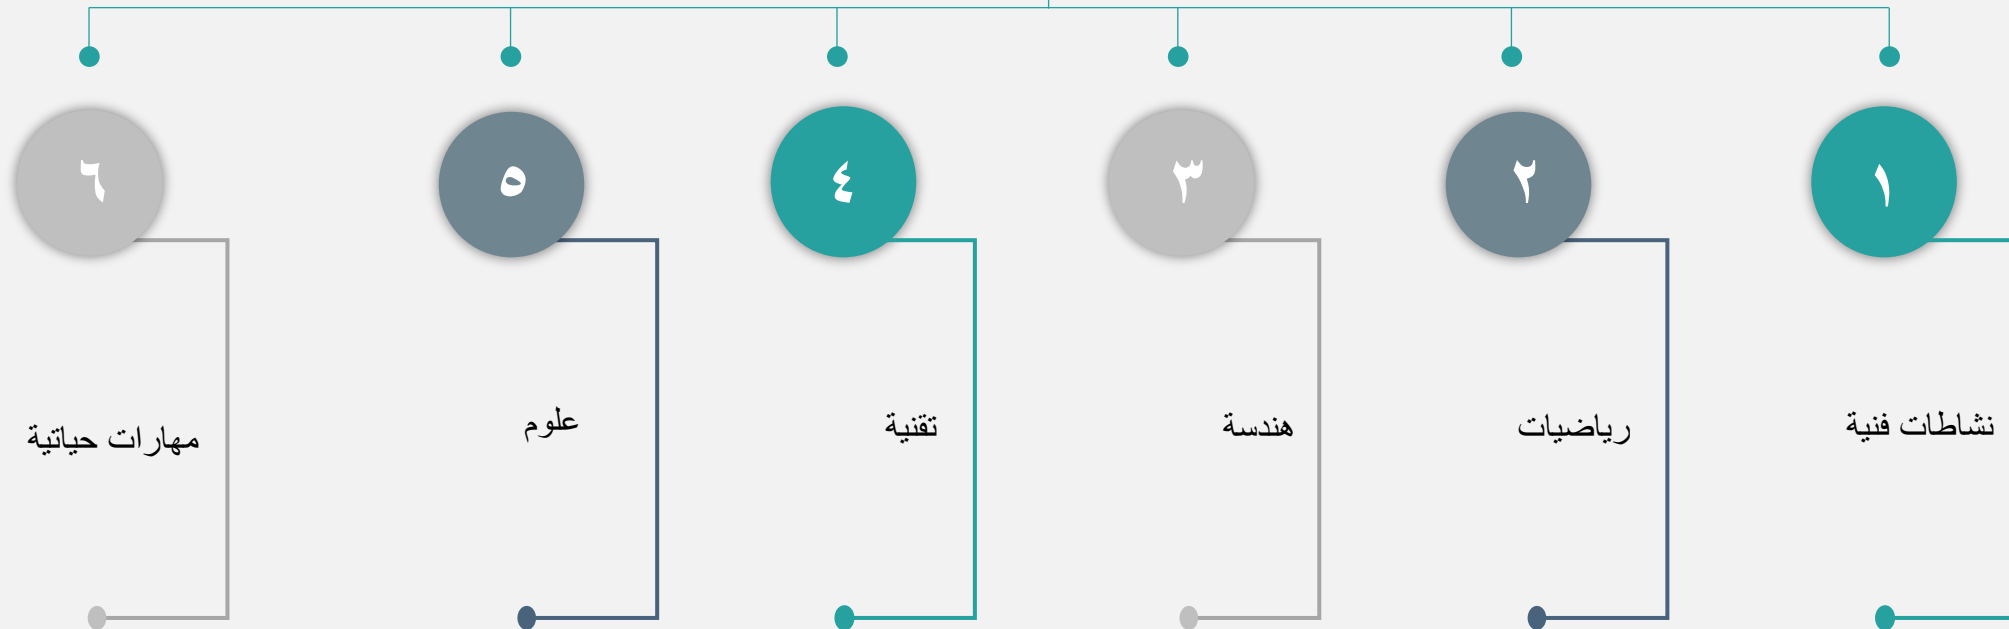 ١
نشاطات فنية
٢
رياضيات
٣
هندسة
٤
تقنية
٥
علوم
٦
مهارات حياتية